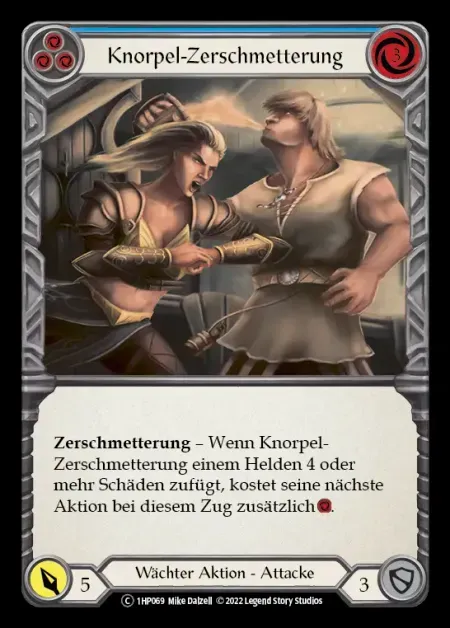 Knorpel-Zerschmetterung
3
Zerschmetterung – Wenn Knorpel-
Zerschmetterung einem Helden 4 oder
mehr Schäden zufügt, kostet seine nächste
Aktion bei diesem Zug zusätzlich .
5
Wächter Aktion - Attacke
3
C 1HP069 Mike Dalzell © 2022 Legend Story Studios